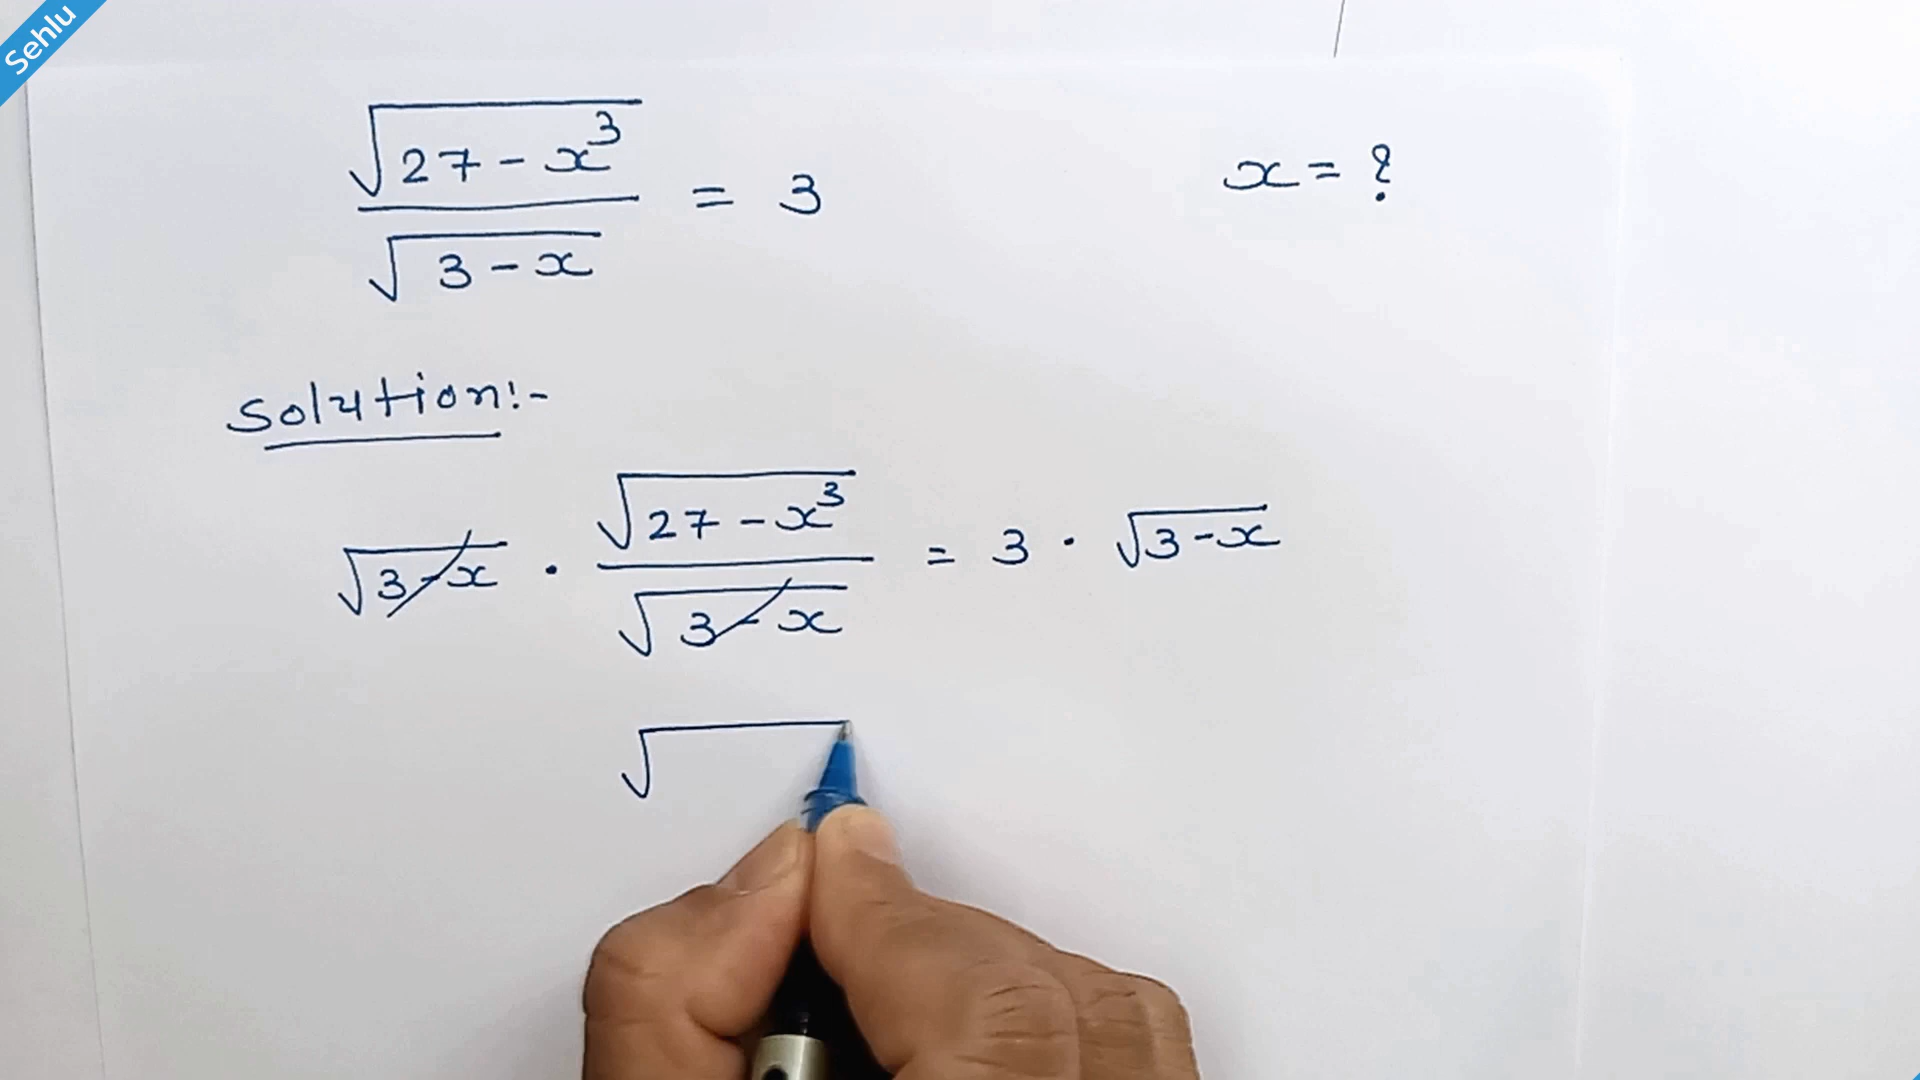 Sehlu
√(27 - x³) / √(3 - x) = 3
x = ?
Solution:-
√(3 - x) · √(27 - x³) / √(3 - x) = 3 · √(3 - x)
√